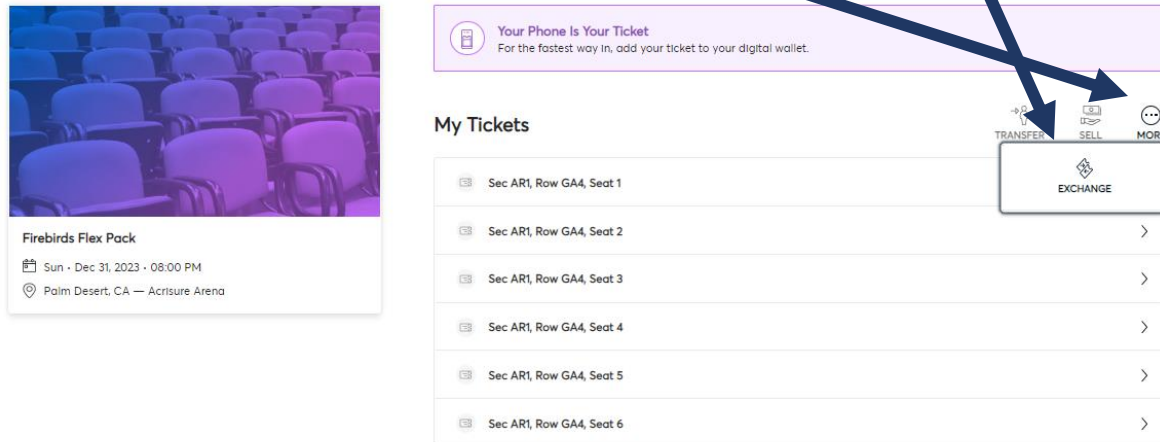 Your Phone Is Your Ticket
For the fastest way in, add your ticket to your digital wallet.
My Tickets
TRANSFER SELL MOR
EXCHANGE
Sec AR1, Row GA4, Seat 1
Sec AR1, Row GA4, Seat 2
Sec AR1, Row GA4, Seat 3
Sec AR1, Row GA4, Seat 4
Sec AR1, Row GA4, Seat 5
Sec AR1, Row GA4, Seat 6
Firebirds Flex Pack
Sun • Dec 31, 2023 • 08:00 PM
Palm Desert, CA — Acrisure Arena